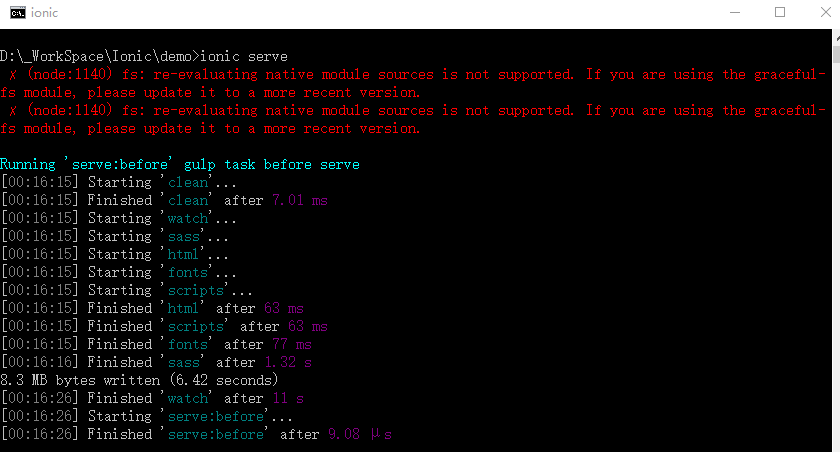 ionic
D:\_WorkSpace\Ionic\demo>ionic serve
x (node:1140) fs: re-evaluating native module sources is not supported. If you are using the graceful-
fs module, please update it to a more recent version.
x (node:1140) fs: re-evaluating native module sources is not supported. If you are using the graceful-
fs module, please update it to a more recent version.
Running 'serve:before' gulp task before serve
[00:16:15] Starting 'clean'...
[00:16:15] Finished 'clean' after 7.01 ms
[00:16:15] Starting 'watch'...
[00:16:15] Starting 'sass'...
[00:16:15] Starting 'html'...
[00:16:15] Starting 'fonts'...
[00:16:15] Starting 'scripts'...
[00:16:15] Finished 'html' after 63 ms
[00:16:15] Finished 'scripts' after 63 ms
[00:16:15] Finished 'fonts' after 77 ms
[00:16:16] Finished 'sass' after 1.32 s
8.3 MB bytes written (6.42 seconds)
[00:16:26] Finished 'watch' after 11 s
[00:16:26] Starting 'serve:before'...
[00:16:26] Finished 'serve:before' after 9.08 μs